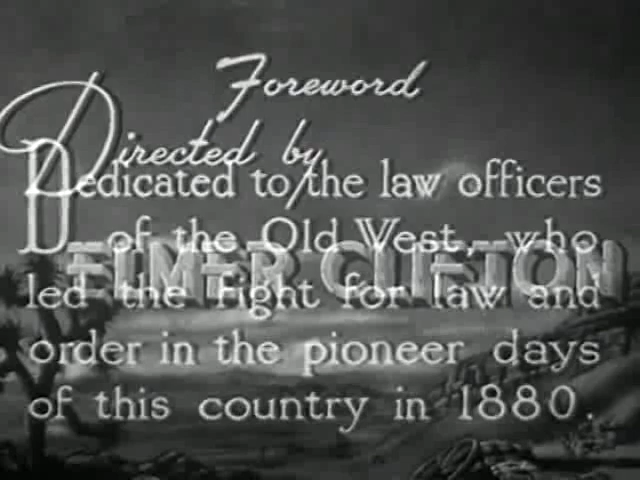 Foreword
Directed by
Dedicated to the law officers
of the Old West, who
ELMER CLIFTON
led the fight for law and
order in the pioneer days
of this country in 1880.